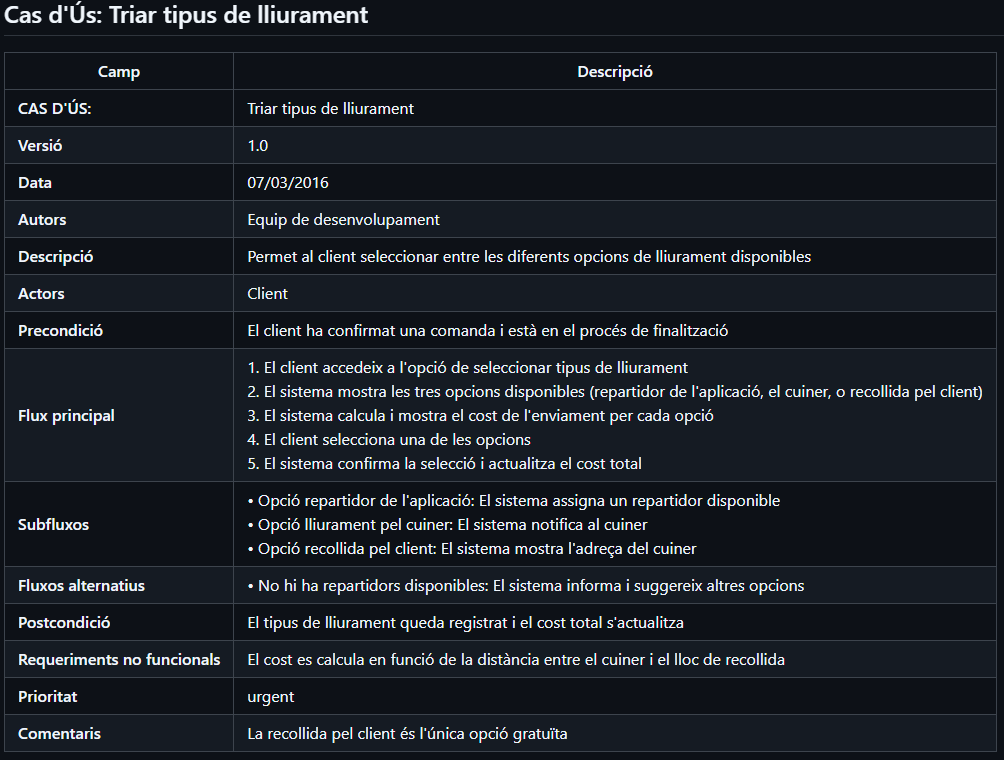 Cas d'Ús: Triar tipus de lliurament
Camp Descripció
CAS D'ÚS: Triar tipus de lliurament
Versió 1.0
Data 07/03/2016
Autors Equip de desenvolupament
Descripció Permet al client seleccionar entre les diferents opcions de lliurament disponibles
Actors Client
Precondició El client ha confirmat una comanda i està en el procés de finalització
Flux principal
1. El client accedeix a l'opció de seleccionar tipus de lliurament
2. El sistema mostra les tres opcions disponibles (repartidor de l'aplicació, el cuiner, o recollida pel client)
3. El sistema calcula i mostra el cost de l'enviament per cada opció
4. El client selecciona una de les opcions
5. El sistema confirma la selecció i actualitza el cost total
Subfluxos
• Opció repartidor de l'aplicació: El sistema assigna un repartidor disponible
• Opció lliurament pel cuiner: El sistema notifica al cuiner
• Opció recollida pel client: El sistema mostra l'adreça del cuiner
Fluxos alternatius • No hi ha repartidors disponibles: El sistema informa i suggereix altres opcions
Postcondició El tipus de lliurament queda registrat i el cost total s'actualitza
Requeriments no funcionals El cost es calcula en funció de la distància entre el cuiner i el lloc de recollida
Prioritat urgent
Comentaris La recollida pel client és l'única opció gratuïta